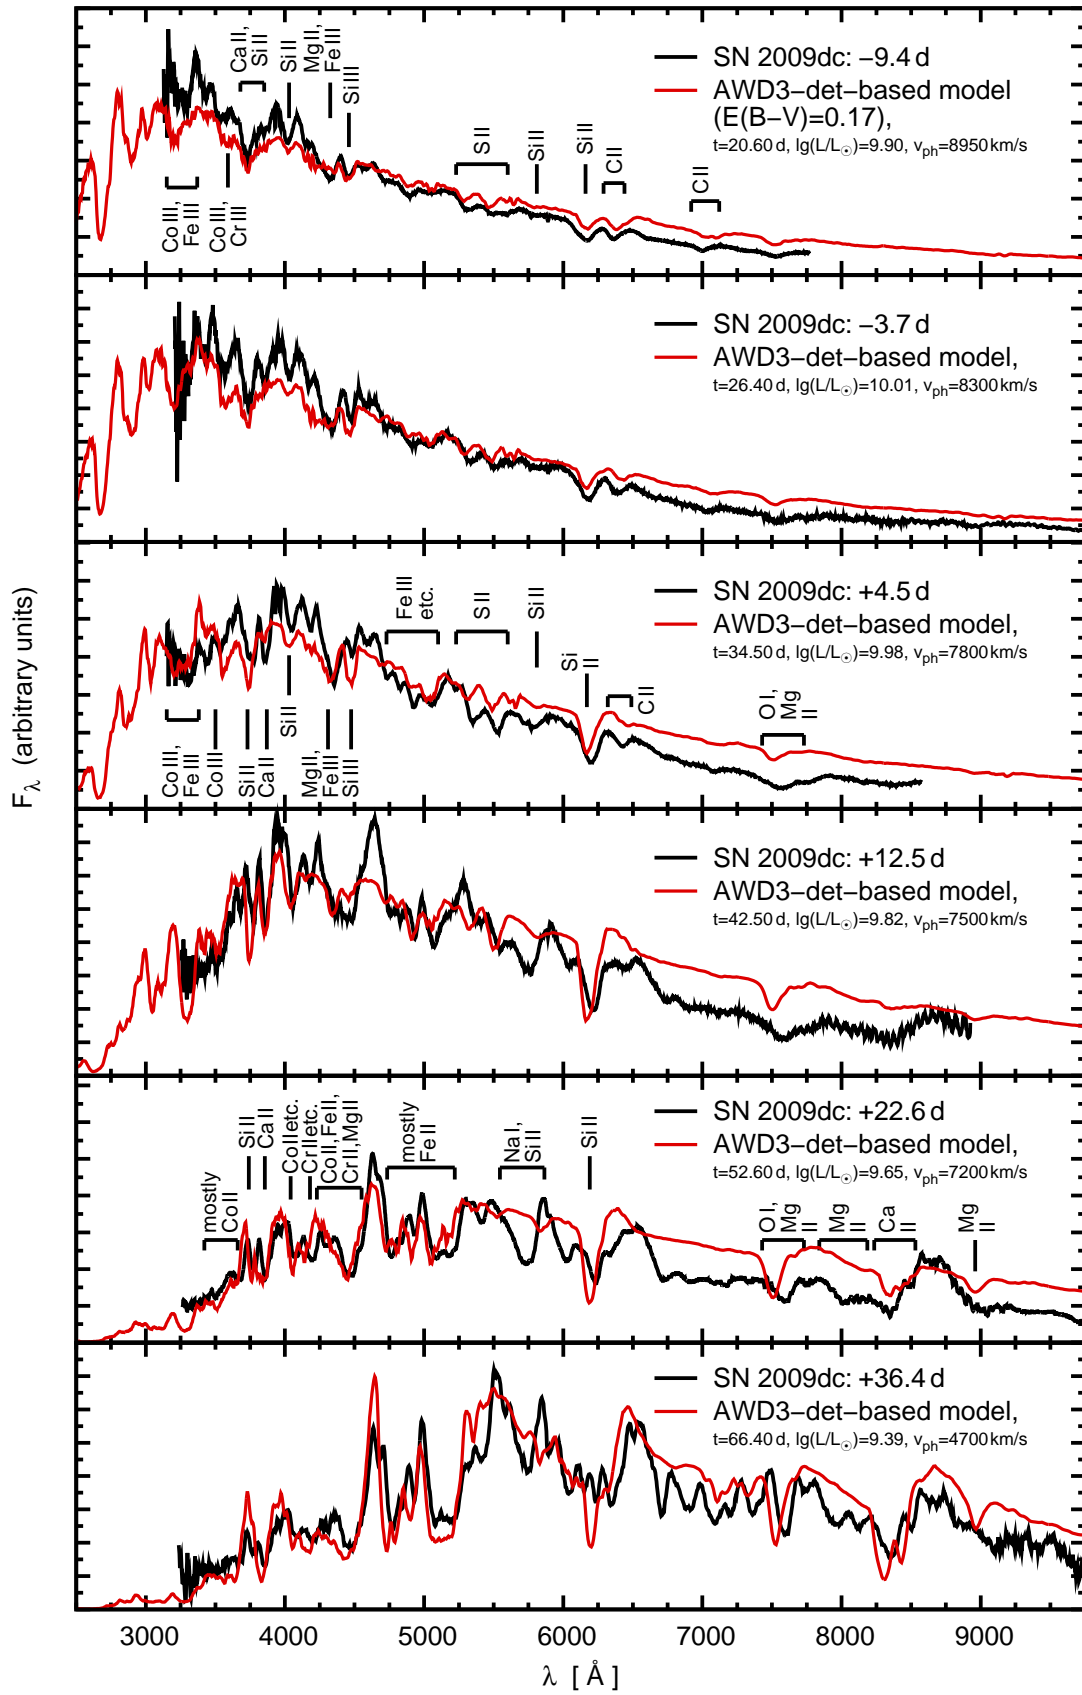 SN 2009dc: −9.4 d
AWD3−det−based model
(E(B−V)=0.17),
t=20.60 d, lg(L/L☉)=9.90, v_ph=8950 km/s
Ca II,
Si II
Si II
Mg II,
Fe III
Si III
S II
Si II
Si II
C II
C II
Co III,
Fe III
Co III,
Cr III
SN 2009dc: −3.7 d
AWD3−det−based model,
t=26.40 d, lg(L/L☉)=10.01, v_ph=8300 km/s
SN 2009dc: +4.5 d
AWD3−det−based model,
t=34.50 d, lg(L/L☉)=9.98, v_ph=7800 km/s
Fe III
etc.
S II
Si II
Si
II
C II
O I,
Mg
II
Co III,
Fe III
Co III
Si II
Ca II
Si II
Mg II,
Fe III
Si III
F_λ (arbitrary units)
SN 2009dc: +12.5 d
AWD3−det−based model,
t=42.50 d, lg(L/L☉)=9.82, v_ph=7500 km/s
SN 2009dc: +22.6 d
AWD3−det−based model,
t=52.60 d, lg(L/L☉)=9.65, v_ph=7200 km/s
mostly
Co II
Si II
Ca II
Co II etc.
Cr II etc.
Co II, Fe II,
Cr II, Mg II
mostly
Fe II
Na I,
Si II
Si II
O I,
Mg
II
Mg
II
Ca
II
Mg
II
SN 2009dc: +36.4 d
AWD3−det−based model,
t=66.40 d, lg(L/L☉)=9.39, v_ph=4700 km/s
3000 4000 5000 6000 7000 8000 9000
λ [ Å ]